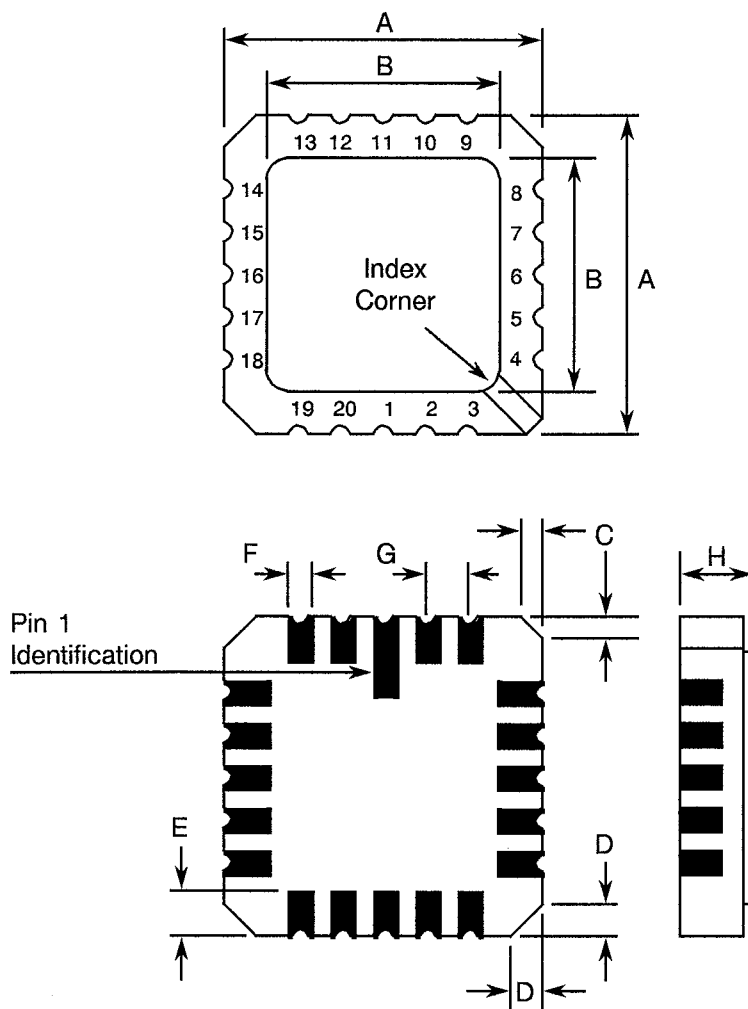 A
B
13 12 11 10 9
14 8
15 7
16 6
17 5
18 4
Index
Corner
B
A
19 20 1 2 3
C
F
G
H
Pin 1
Identification
E
D
D